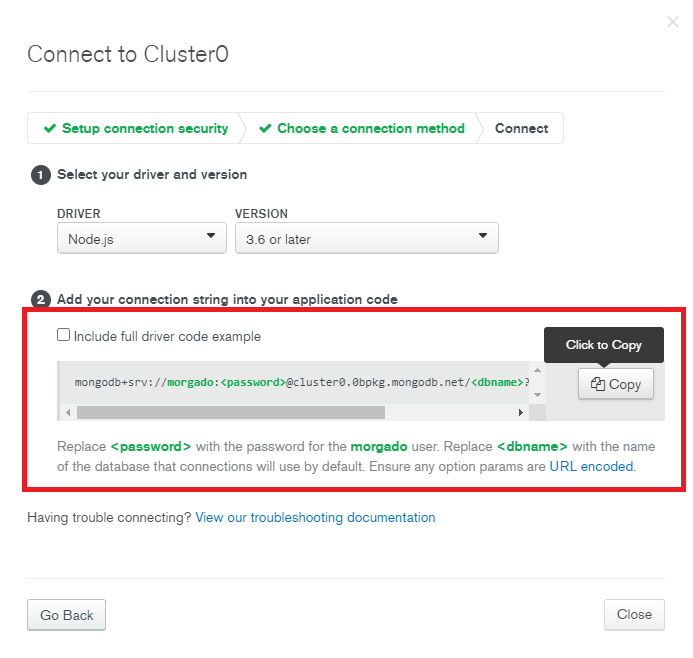 Connect to Cluster0
Setup connection security
Choose a connection method
Connect
1 Select your driver and version
DRIVER
VERSION
Node.js
3.6 or later
2 Add your connection string into your application code
Include full driver code example
Click to Copy
mongodb+srv://morgado:<password>@cluster0.0bpkg.mongodb.net/<dbname>?
Copy
Replace <password> with the password for the morgado user. Replace <dbname> with the name
of the database that connections will use by default. Ensure any option params are URL encoded.
Having trouble connecting? View our troubleshooting documentation
Go Back
Close